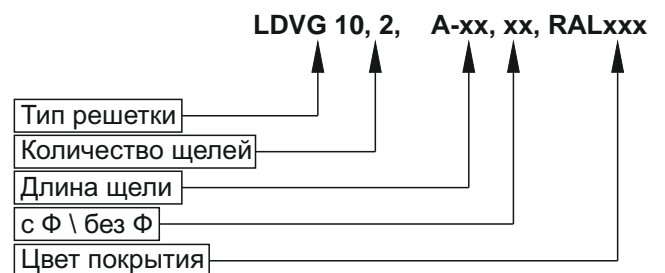 LDVG 10, 2, A-xx, xx, RALxxx
Тип решетки
Количество щелей
Длина щели
с Ф \ без Ф
Цвет покрытия